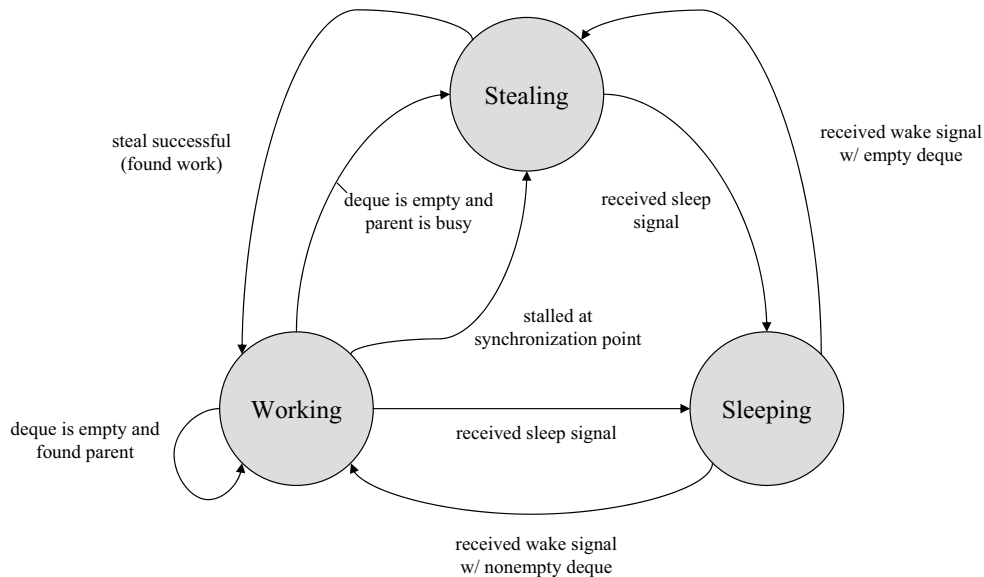 Stealing
steal successful
(found work)
received wake signal
w/ empty deque
deque is empty and
parent is busy
received sleep
signal
stalled at
synchronization point
Working
Sleeping
deque is empty and
found parent
received sleep signal
received wake signal
w/ nonempty deque